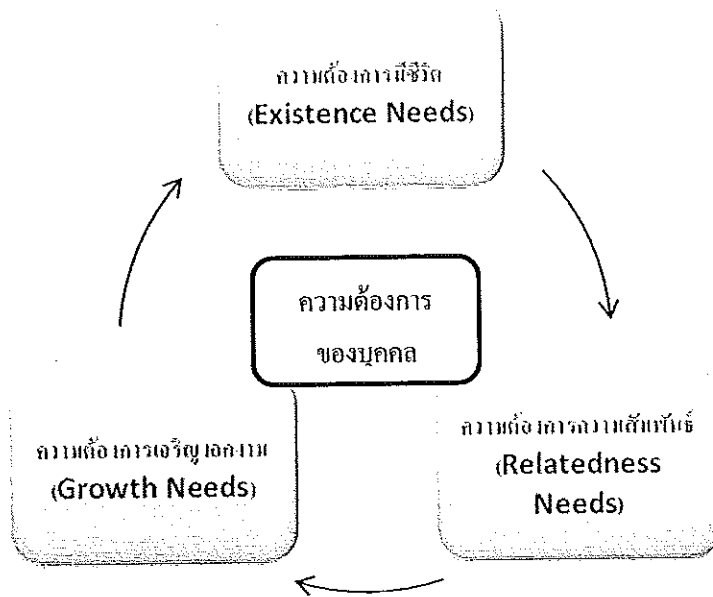 ความต้องการมีชีวิต
(Existence Needs)
ความต้องการ
ของบุคคล
ความต้องการความสัมพันธ์
(Relatedness
Needs)
ความต้องการเจริญงอกงาม
(Growth Needs)